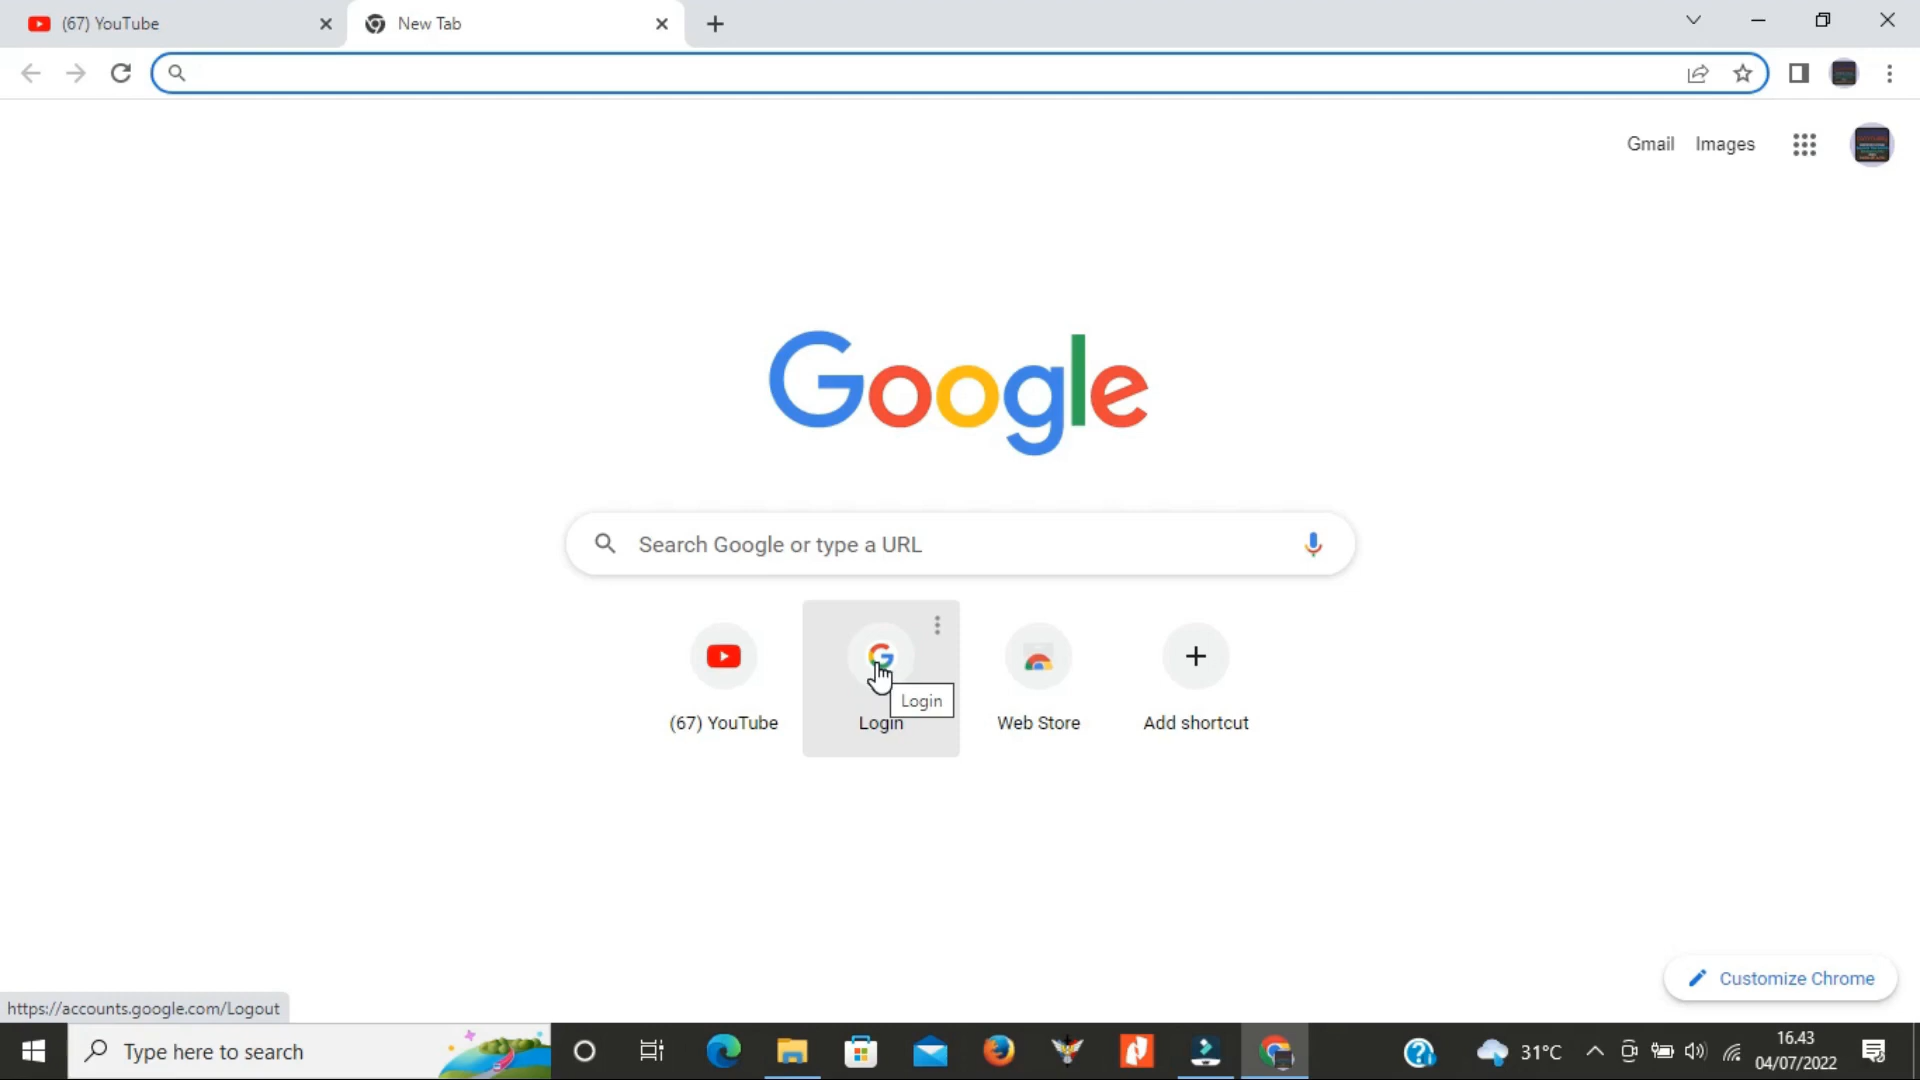 (67) YouTube
New Tab
Gmail
Images
Google
Search Google or type a URL
Login
(67) YouTube
Login
Web Store
Add shortcut
Customize Chrome
https://accounts.google.com/Logout
Type here to search
31°C
16.43
04/07/2022